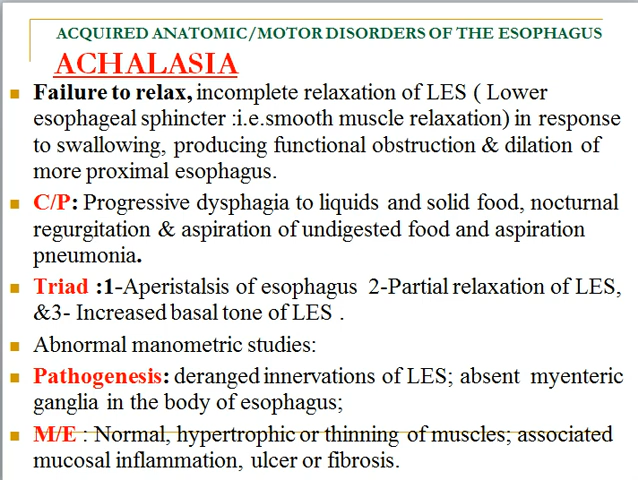 ACQUIRED ANATOMIC/MOTOR DISORDERS OF THE ESOPHAGUS
ACHALASIA
Failure to relax, incomplete relaxation of LES ( Lower
esophageal sphincter :i.e.smooth muscle relaxation) in response
to swallowing, producing functional obstruction & dilation of
more proximal esophagus.
C/P: Progressive dysphagia to liquids and solid food, nocturnal
regurgitation & aspiration of undigested food and aspiration
pneumonia.
Triad :1-Aperistalsis of esophagus 2-Partial relaxation of LES,
&3- Increased basal tone of LES .
Abnormal manometric studies:
Pathogenesis: deranged innervations of LES; absent myenteric
ganglia in the body of esophagus;
M/E : Normal, hypertrophic or thinning of muscles; associated
mucosal inflammation, ulcer or fibrosis.